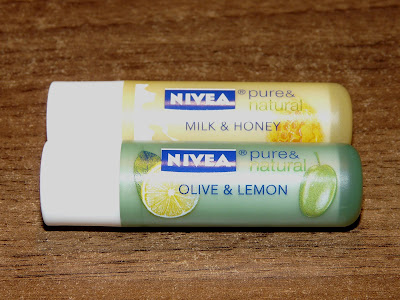 NIVEA® pure&
natural
MILK & HONEY
NIVEA® pure&
natural
OLIVE & LEMON